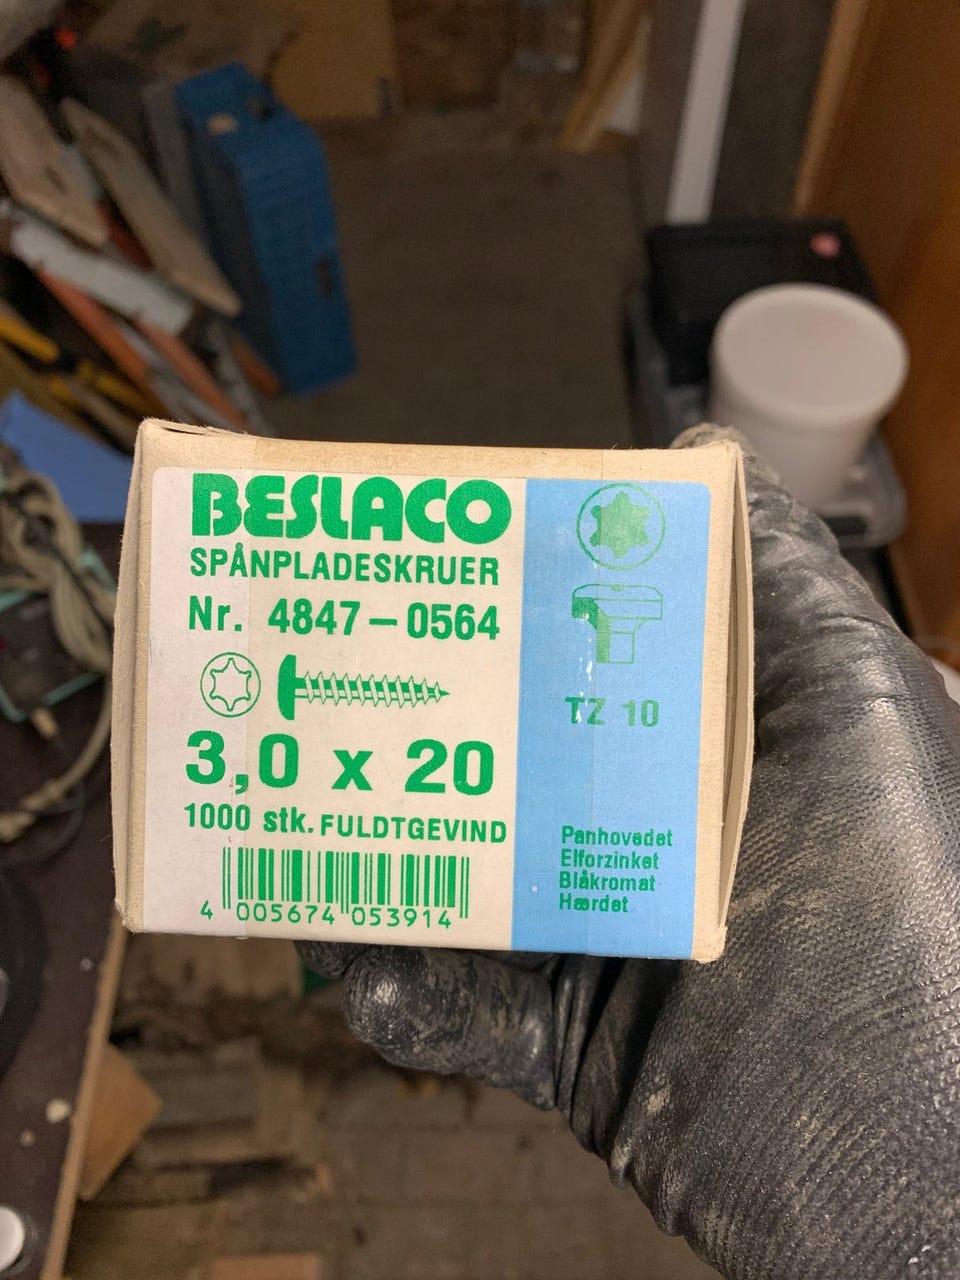 BESLACO
SPÅNPLADESKRUER
Nr. 4847–0564
3,0 x 20
1000 stk. FULDTGEVIND
4 005674 053914
TZ 10
Panhovedet
Elforzinket
Blåkromat
Hærdet